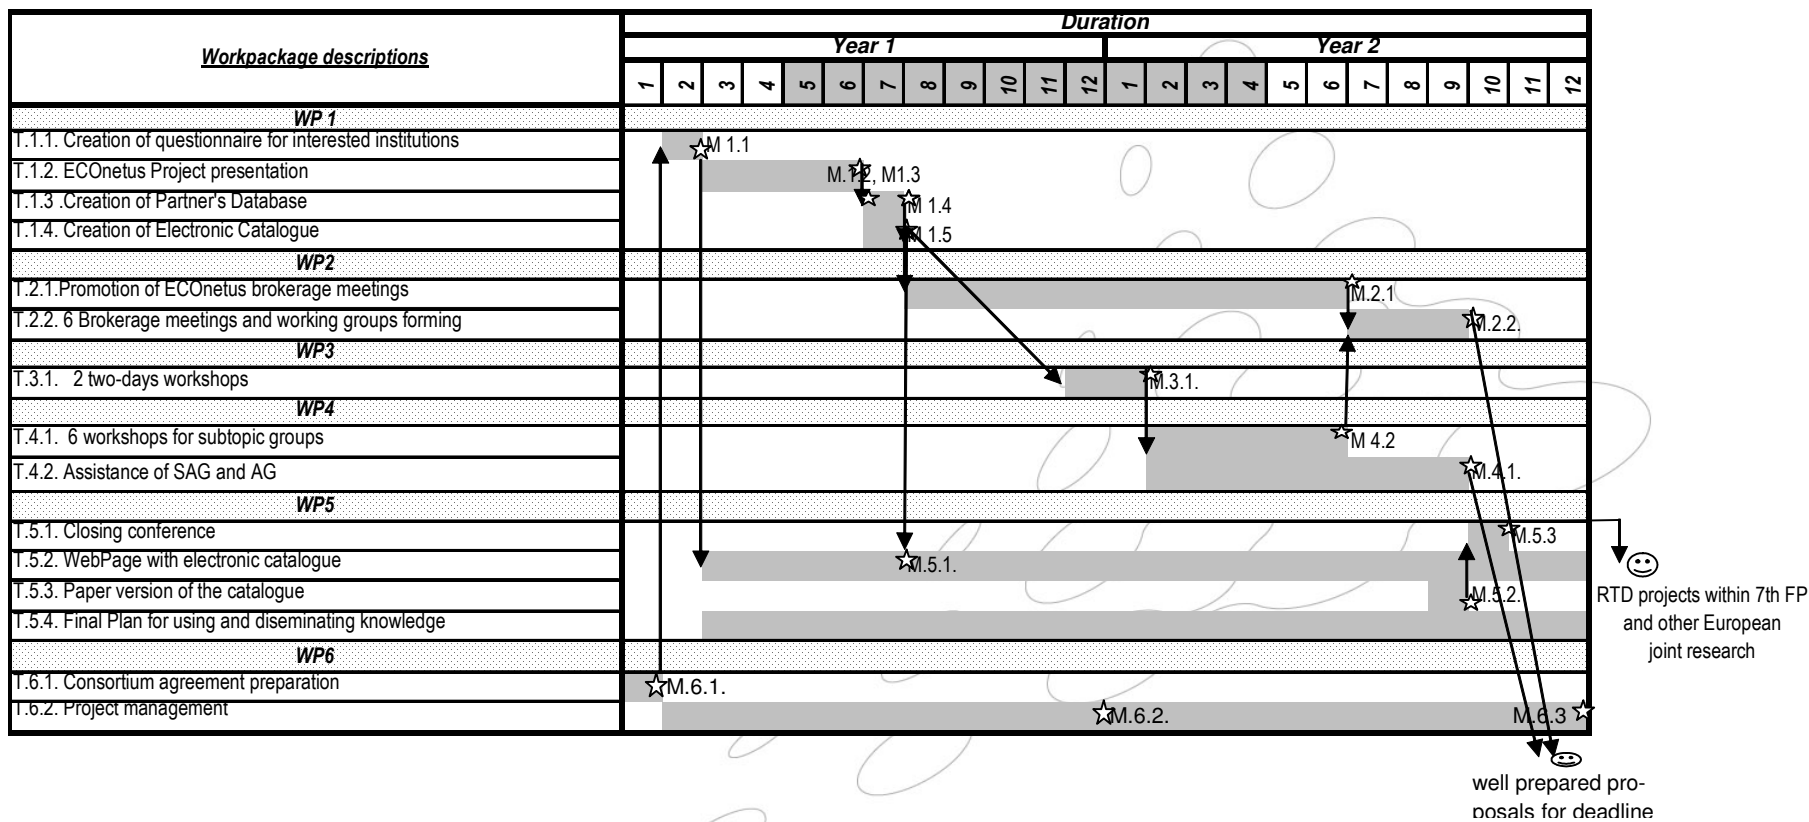 Duration
Workpackage descriptions
Year 1 Year 2
1 2 3 4 5 6 7 8 9 10 11 12 1 2 3 4 5 6 7 8 9 10 11 12
WP 1
T.1.1. Creation of questionnaire for interested institutions
M 1.1
T.1.2. ECOnetus Project presentation
M.1.2, M1.3
T.1.3 .Creation of Partner's Database
M 1.4
T.1.4. Creation of Electronic Catalogue
M 1.5
WP2
T.2.1.Promotion of ECOnetus brokerage meetings
M.2.1
T.2.2. 6 Brokerage meetings and working groups forming
M.2.2.
WP3
T.3.1. 2 two-days workshops
M.3.1.
WP4
T.4.1. 6 workshops for subtopic groups
M 4.2
T.4.2. Assistance of SAG and AG
M.4.1.
WP5
T.5.1. Closing conference
M.5.3
T.5.2. WebPage with electronic catalogue
M.5.1.
T.5.3. Paper version of the catalogue
M.5.2.
RTD projects within 7th FP
and other European
joint research
T.5.4. Final Plan for using and diseminating knowledge
WP6
T.6.1. Consortium agreement preparation
M.6.1.
T.6.2. Project management
M.6.2.
M.6.3
well prepared pro-
posals for deadline